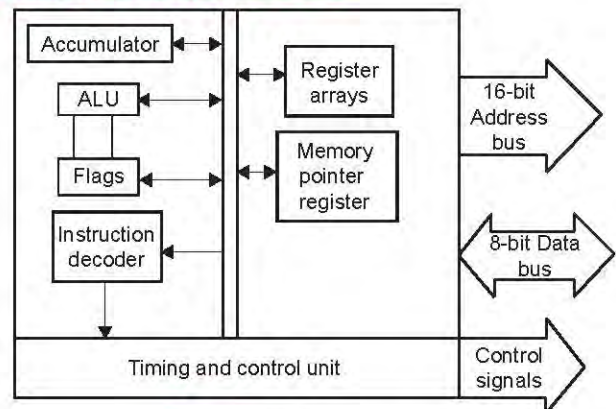 Accumulator
ALU
Flags
Instruction
decoder
Register
arrays
Memory
pointer
register
16-bit
Address
bus
8-bit Data
bus
Timing and control unit
Control
signals